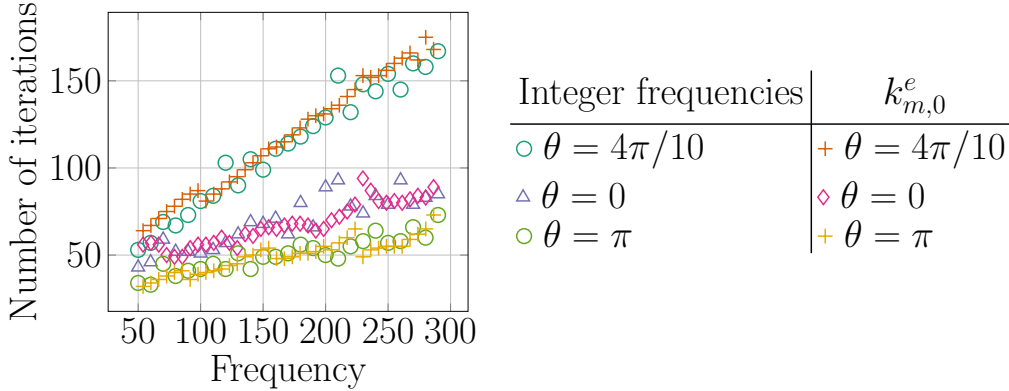 Number of iterations
150
100
50
50 100 150 200 250 300
Frequency
Integer frequencies k^e_{m,0}
θ = 4π/10 θ = 4π/10
θ = 0 θ = 0
θ = π θ = π